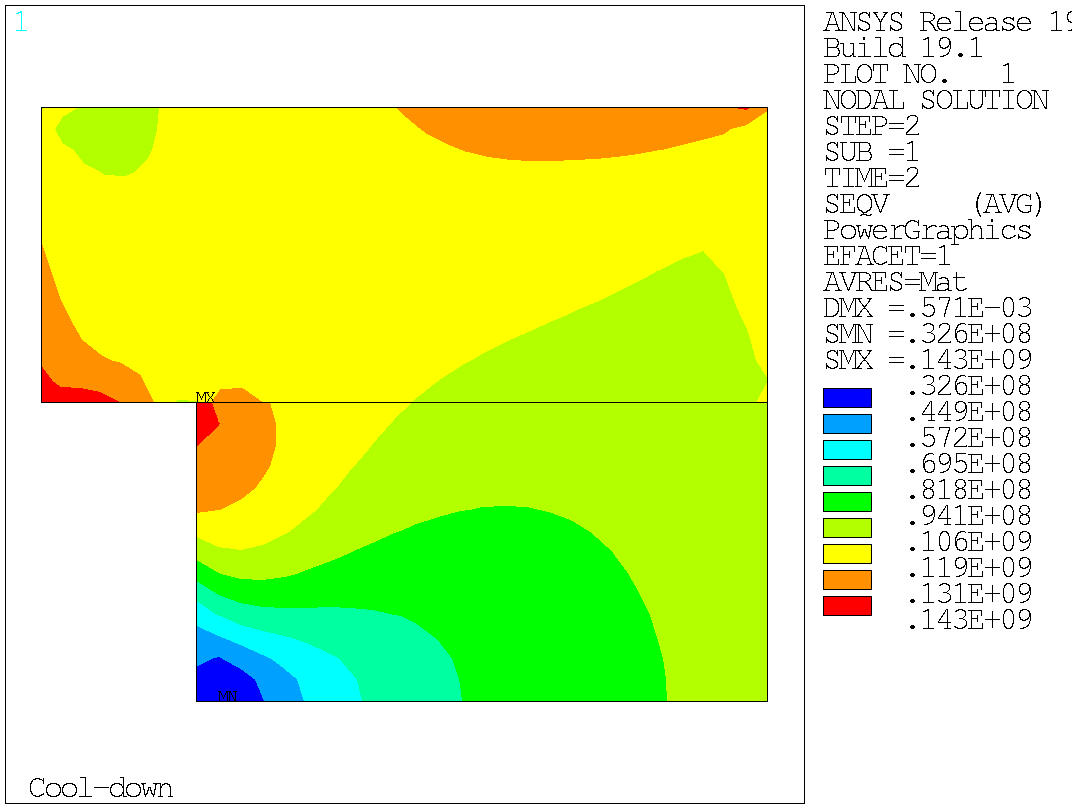 1
ANSYS Release 19
Build 19.1
PLOT NO. 1
NODAL SOLUTION
STEP=2
SUB =1
TIME=2
SEQV (AVG)
PowerGraphics
EFACET=1
AVRES=Mat
DMX =.571E-03
SMN =.326E+08
SMX =.143E+09
.326E+08
.449E+08
.572E+08
.695E+08
.818E+08
.941E+08
.106E+09
.119E+09
.131E+09
.143E+09
MX
MN
Cool-down